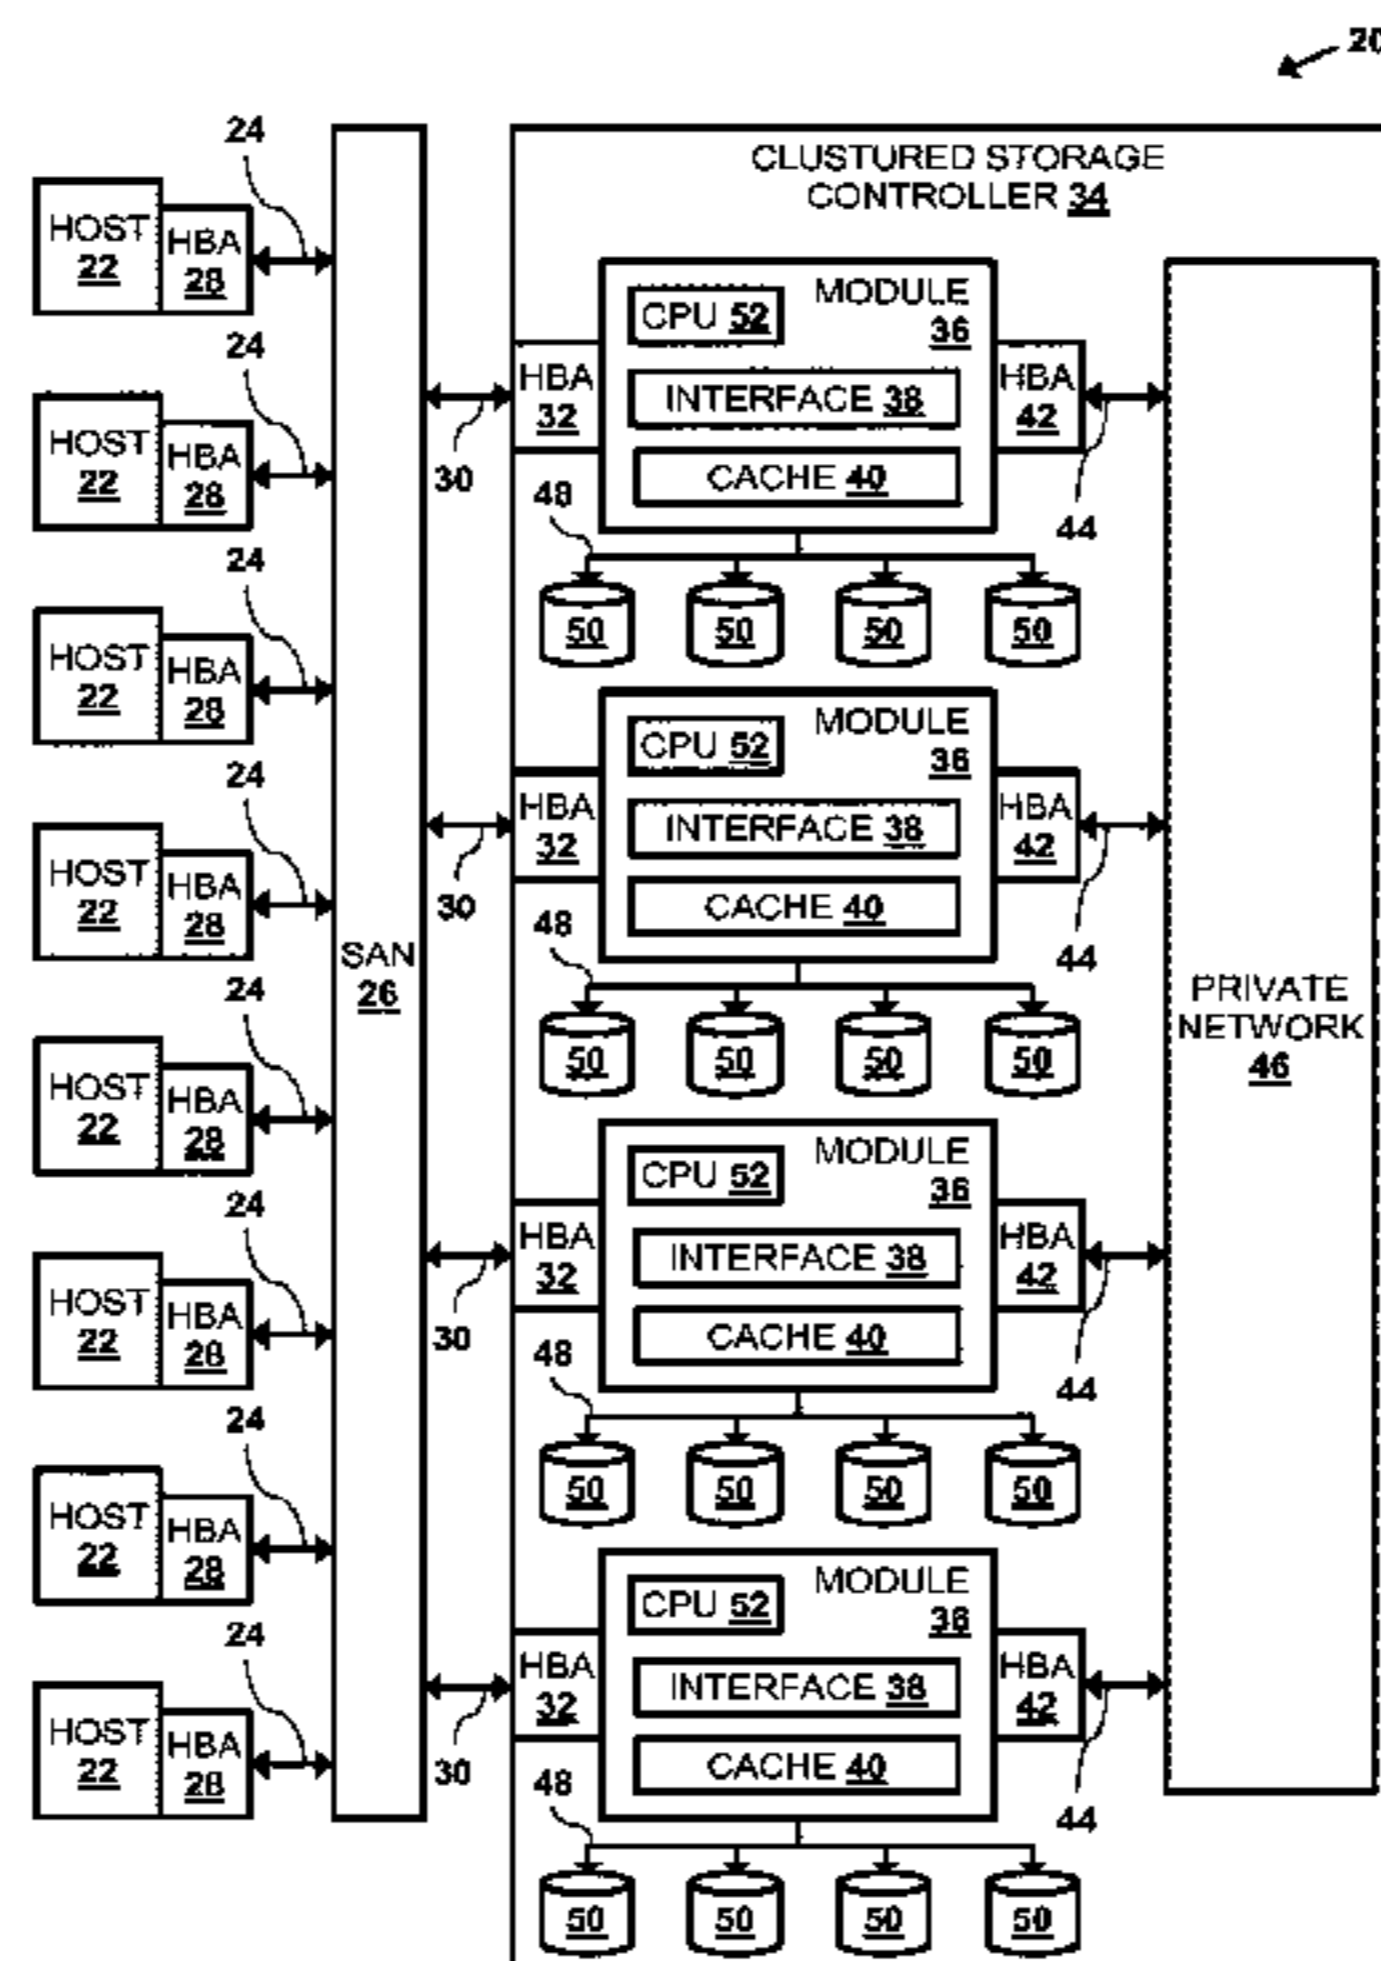 20
CLUSTURED STORAGE
CONTROLLER 34
24
HOST
22
HBA
28
24
HOST
22
HBA
28
24
HOST
22
HBA
28
24
HOST
22
HBA
28
24
HOST
22
HBA
28
24
HOST
22
HBA
28
24
HOST
22
HBA
28
24
HOST
22
HBA
28
SAN
26
30
HBA
32
CPU 52
MODULE
36
INTERFACE 38
CACHE 40
HBA
42
44
48
50
50
50
50
30
HBA
32
CPU 52
MODULE
36
INTERFACE 38
CACHE 40
HBA
42
44
48
50
50
50
50
30
HBA
32
CPU 52
MODULE
36
INTERFACE 38
CACHE 40
HBA
42
44
48
50
50
50
50
30
HBA
32
CPU 52
MODULE
36
INTERFACE 38
CACHE 40
HBA
42
44
48
50
50
50
50
PRIVATE
NETWORK
46